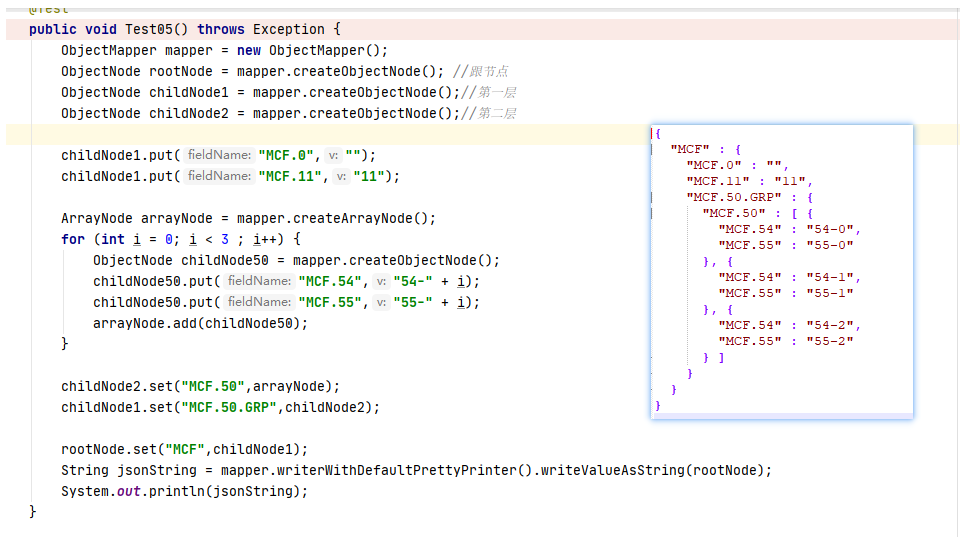 @Test
public void Test05() throws Exception {
ObjectMapper mapper = new ObjectMapper();
ObjectNode rootNode = mapper.createObjectNode(); //跟节点
ObjectNode childNode1 = mapper.createObjectNode();//第一层
ObjectNode childNode2 = mapper.createObjectNode();//第二层
childNode1.put( fieldName: "MCF.0", v: "");
childNode1.put( fieldName: "MCF.11", v: "11");
ArrayNode arrayNode = mapper.createArrayNode();
for (int i = 0; i < 3 ; i++) {
ObjectNode childNode50 = mapper.createObjectNode();
childNode50.put( fieldName: "MCF.54", v: "54-" + i);
childNode50.put( fieldName: "MCF.55", v: "55-" + i);
arrayNode.add(childNode50);
}
childNode2.set("MCF.50",arrayNode);
childNode1.set("MCF.50.GRP",childNode2);
rootNode.set("MCF",childNode1);
String jsonString = mapper.writerWithDefaultPrettyPrinter().writeValueAsString(rootNode);
System.out.println(jsonString);
}
{
"MCF" : {
"MCF.0" : "",
"MCF.11" : "11",
"MCF.50.GRP" : {
"MCF.50" : [ {
"MCF.54" : "54-0",
"MCF.55" : "55-0"
}, {
"MCF.54" : "54-1",
"MCF.55" : "55-1"
}, {
"MCF.54" : "54-2",
"MCF.55" : "55-2"
} ]
}
}
}